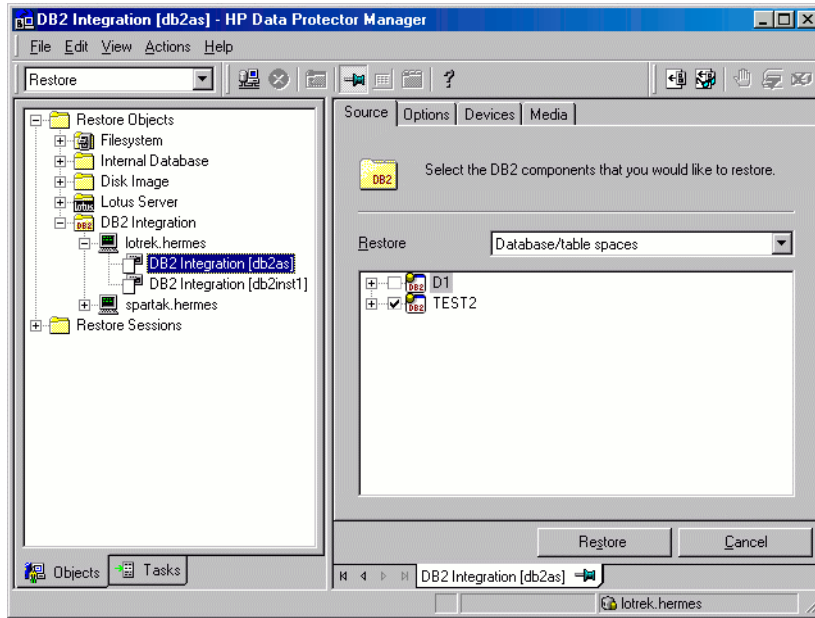 DB2 Integration [db2as] - HP Data Protector Manager
File Edit View Actions Help
Restore
Restore Objects
Filesystem
Internal Database
Disk Image
Lotus Server
DB2 Integration
lotrek.hermes
DB2 Integration [db2as]
DB2 Integration [db2inst1]
spartak.hermes
Restore Sessions
Objects Tasks
Source Options Devices Media
DB2 Select the DB2 components that you would like to restore.
Restore Database/table spaces
D1
TEST2
Restore Cancel
DB2 Integration [db2as]
lotrek.hermes